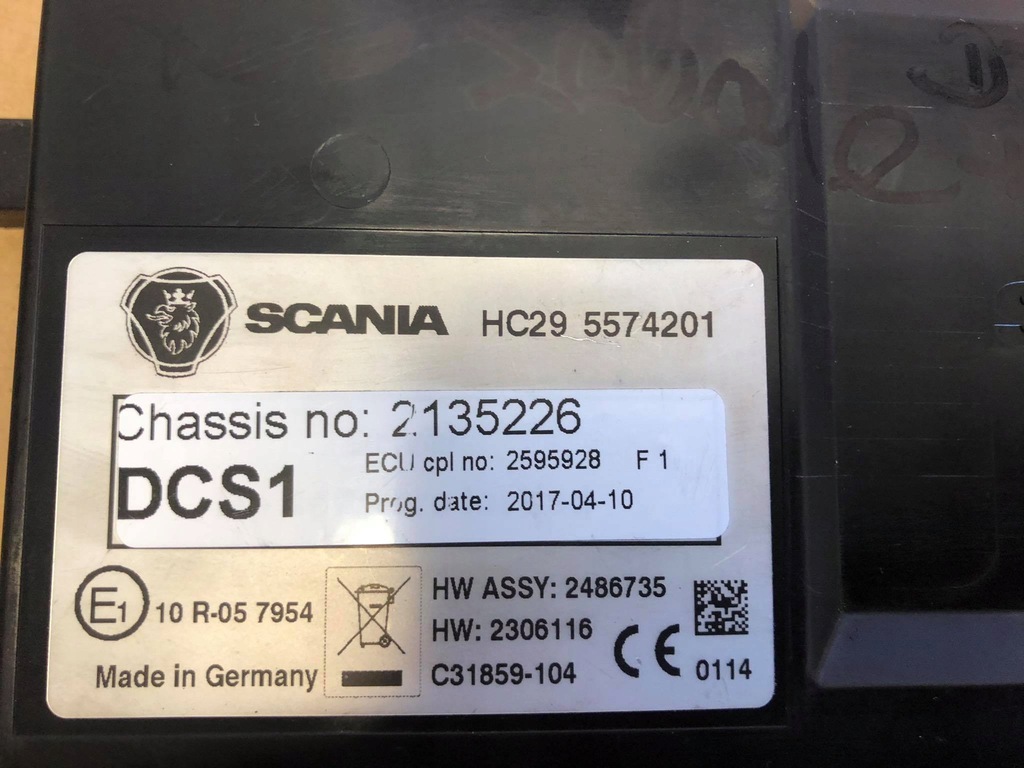 SCANIA HC29 5574201
Chassis no: 2135226
DCS1 ECU cpl no: 2595928 F 1
Prog. date: 2017-04-10
E1 10 R-05 7954
HW ASSY: 2486735
HW: 2306116
Made in Germany C31859-104 CE 0114